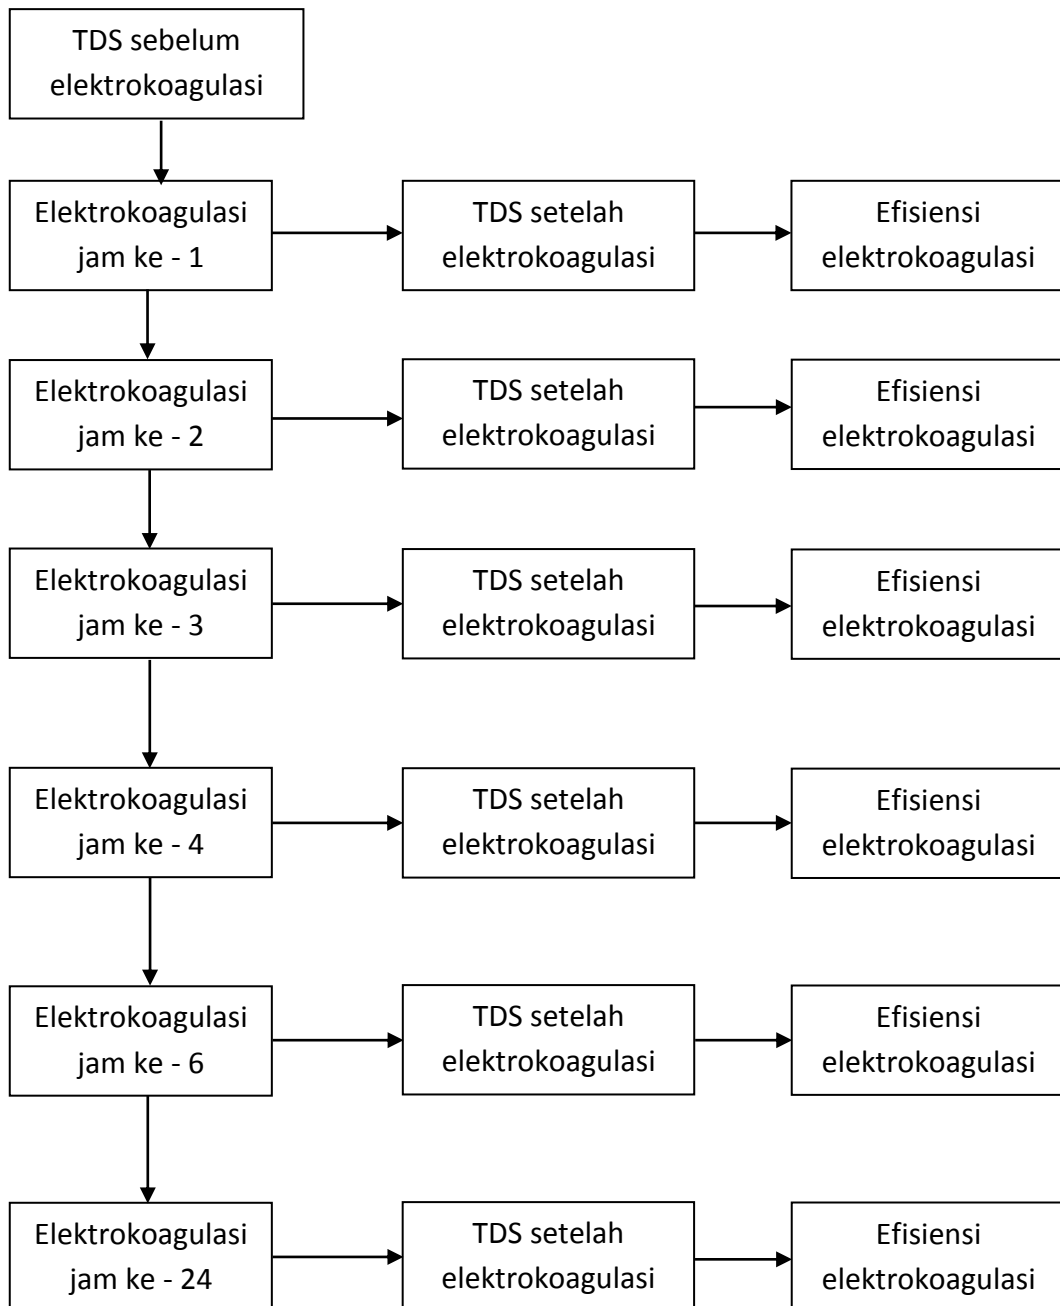 TDS sebelum
elektrokoagulasi
Elektrokoagulasi
jam ke - 1
TDS setelah
elektrokoagulasi
Efisiensi
elektrokoagulasi
Elektrokoagulasi
jam ke - 2
TDS setelah
elektrokoagulasi
Efisiensi
elektrokoagulasi
Elektrokoagulasi
jam ke - 3
TDS setelah
elektrokoagulasi
Efisiensi
elektrokoagulasi
Elektrokoagulasi
jam ke - 4
TDS setelah
elektrokoagulasi
Efisiensi
elektrokoagulasi
Elektrokoagulasi
jam ke - 6
TDS setelah
elektrokoagulasi
Efisiensi
elektrokoagulasi
Elektrokoagulasi
jam ke - 24
TDS setelah
elektrokoagulasi
Efisiensi
elektrokoagulasi